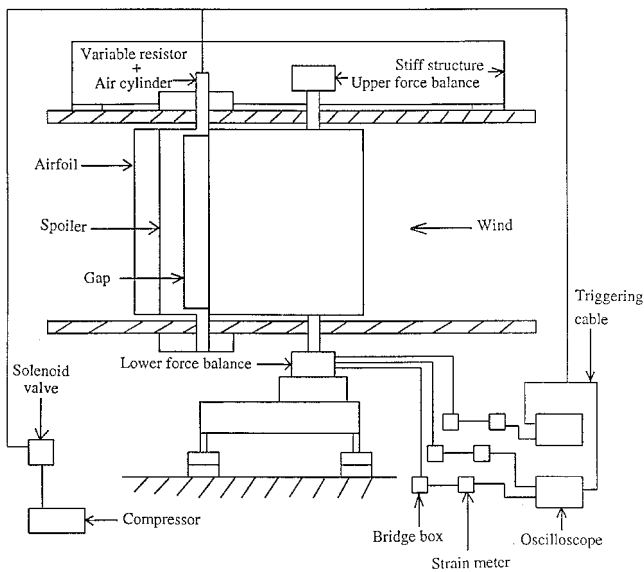 Variable resistor
+
Air cylinder
Stiff structure
Upper force balance
Airfoil
Spoiler
Wind
Gap
Triggering
cable
Lower force balance
Solenoid
valve
Compressor
Bridge box
Oscilloscope
Strain meter